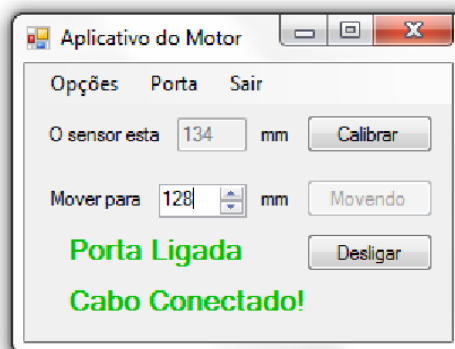 Aplicativo do Motor
Opções Porta Sair
O sensor esta 134 mm Calibrar
Mover para 128 mm Movendo
Porta Ligada Desligar
Cabo Conectado!